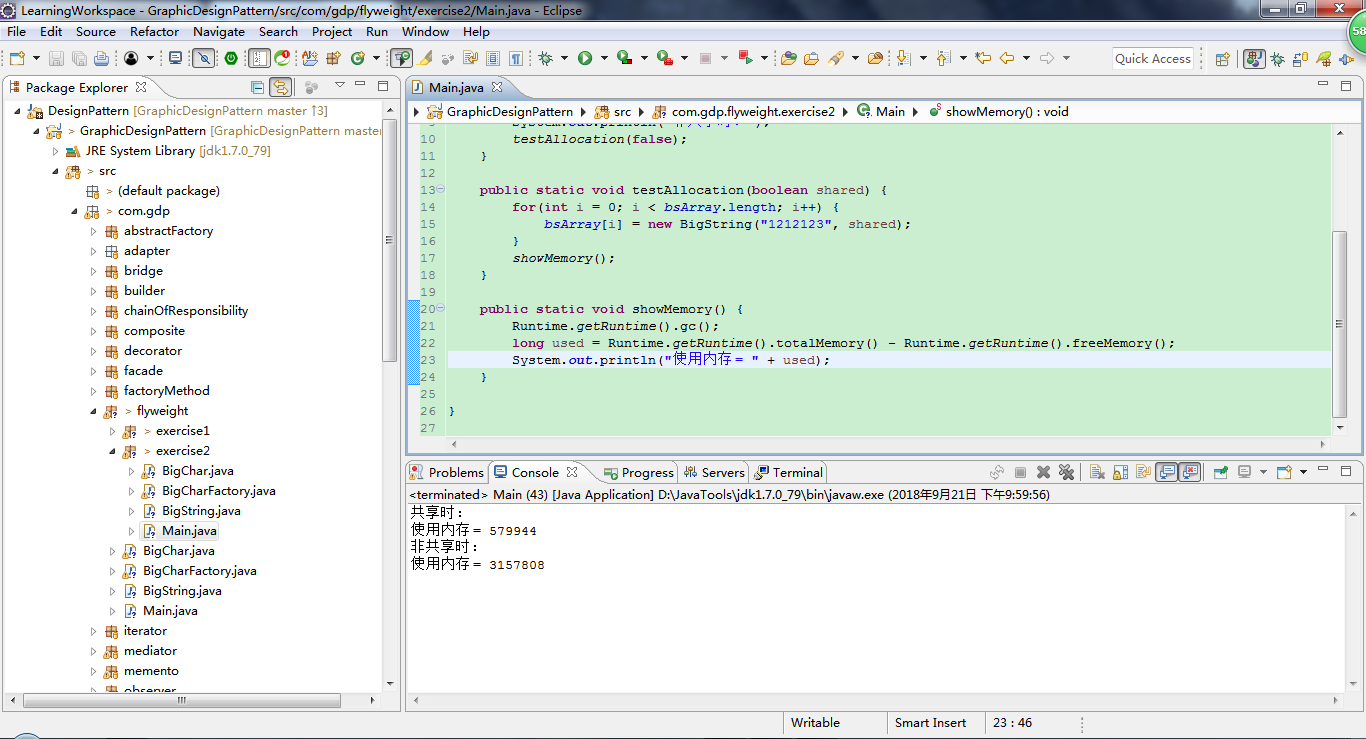 LearningWorkspace - GraphicDesignPattern/src/com/gdp/flyweight/exercise2/Main.java - Eclipse
58
File Edit Source Refactor Navigate Search Project Run Window Help
Quick Access
Package Explorer
DesignPattern [GraphicDesignPattern master ↑3]
> GraphicDesignPattern [GraphicDesignPattern master
JRE System Library [jdk1.7.0_79]
> src
> (default package)
> com.gdp
abstractFactory
adapter
bridge
builder
chainOfResponsibility
composite
decorator
facade
factoryMethod
> flyweight
> exercise1
> exercise2
BigChar.java
BigCharFactory.java
BigString.java
Main.java
BigChar.java
BigCharFactory.java
BigString.java
Main.java
iterator
mediator
memento
observer
Main.java
GraphicDesignPattern src com.gdp.flyweight.exercise2 Main showMemory() : void
10 testAllocation(false);
11 }
12
13 public static void testAllocation(boolean shared) {
14 for(int i = 0; i < bsArray.length; i++) {
15 bsArray[i] = new BigString("1212123", shared);
16 }
17 showMemory();
18 }
19
20 public static void showMemory() {
21 Runtime.getRuntime().gc();
22 long used = Runtime.getRuntime().totalMemory() - Runtime.getRuntime().freeMemory();
23 System.out.println("使用内存 = " + used);
24 }
25
26 }
27
Problems Console Progress Servers Terminal
<terminated> Main (43) [Java Application] D:\JavaTools\jdk1.7.0_79\bin\javaw.exe (2018年9月21日 下午9:59:56)
共享时：
使用内存 = 579944
非共享时：
使用内存 = 3157808
Writable Smart Insert 23 : 46